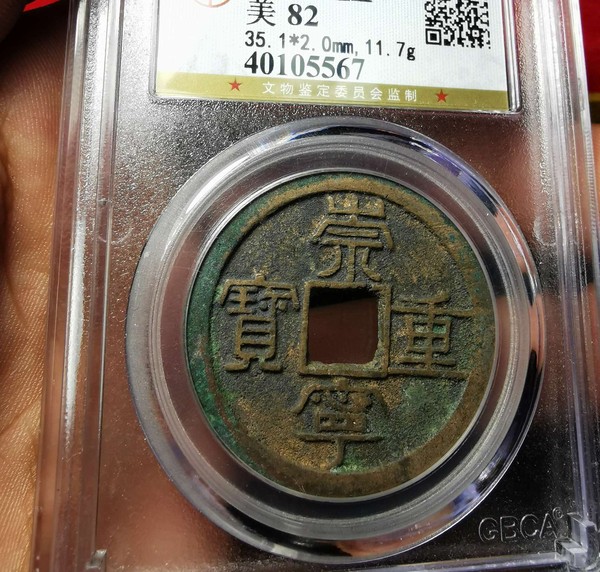 美 82
35.1*2.0mm, 11.7g
40105567
★ 文物鉴定委员会监制 ★
崇寧重寶
GBCA